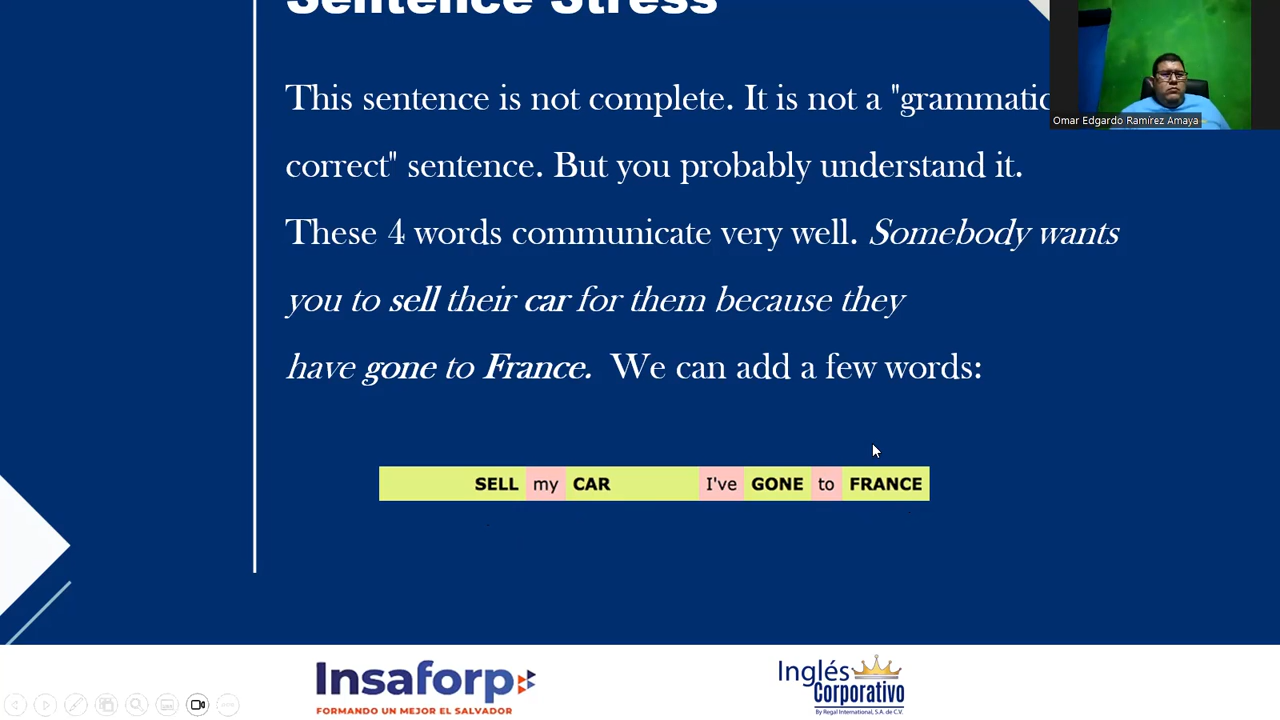 Sentence Stress
This sentence is not complete. It is not a "grammatic
correct" sentence. But you probably understand it.
These 4 words communicate very well. Somebody wants
you to sell their car for them because they
have gone to France. We can add a few words:
SELL my CAR I've GONE to FRANCE
Omar Edgardo Ramírez Amaya
Insaforp
FORMANDO UN MEJOR EL SALVADOR
Inglés
Corporativo
By Regal International, S.A. de C.V.